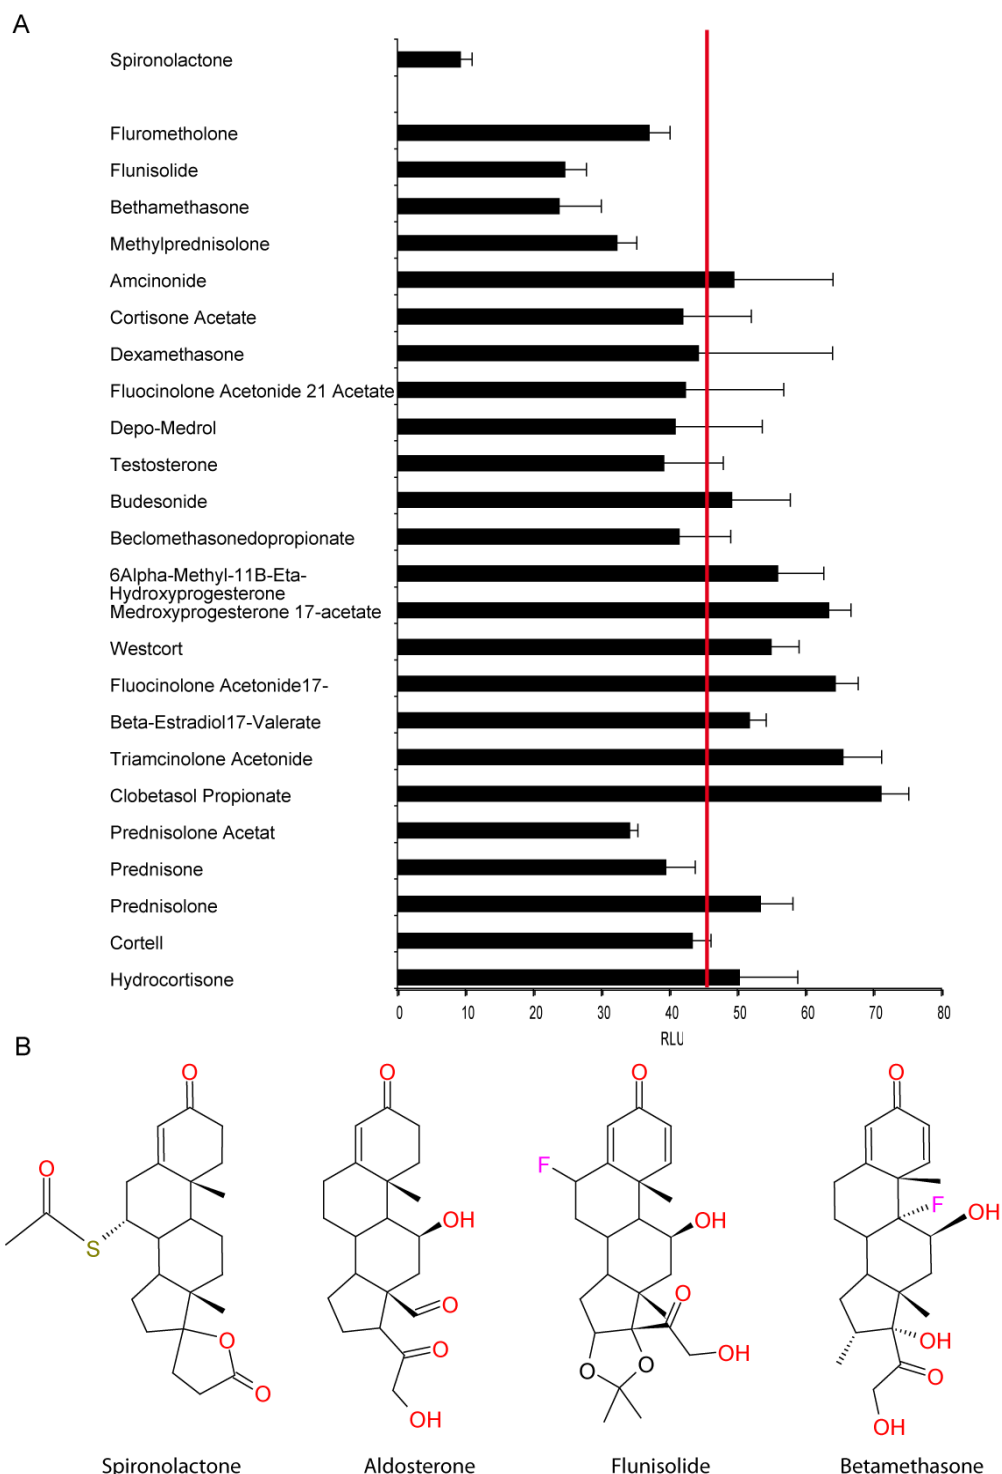 A
Spironolactone
Flurometholone
Flunisolide
Bethamethasone
Methylprednisolone
Amcinonide
Cortisone Acetate
Dexamethasone
Fluocinolone Acetonide 21 Acetate
Depo-Medrol
Testosterone
Budesonide
Beclomethasonedopropionate
6Alpha-Methyl-11B-Eta-
Hydroxyprogesterone
Medroxyprogesterone 17-acetate
Westcort
Fluocinolone Acetonide17-
Beta-Estradiol17-Valerate
Triamcinolone Acetonide
Clobetasol Propionate
Prednisolone Acetat
Prednisone
Prednisolone
Cortell
Hydrocortisone
0 10 20 30 40 50 60 70 80
RLU
B
O O O O
O F F OH
S OH OH
O O O OH
O O O O OH O
OH OH
Spironolactone Aldosterone Flunisolide Betamethasone